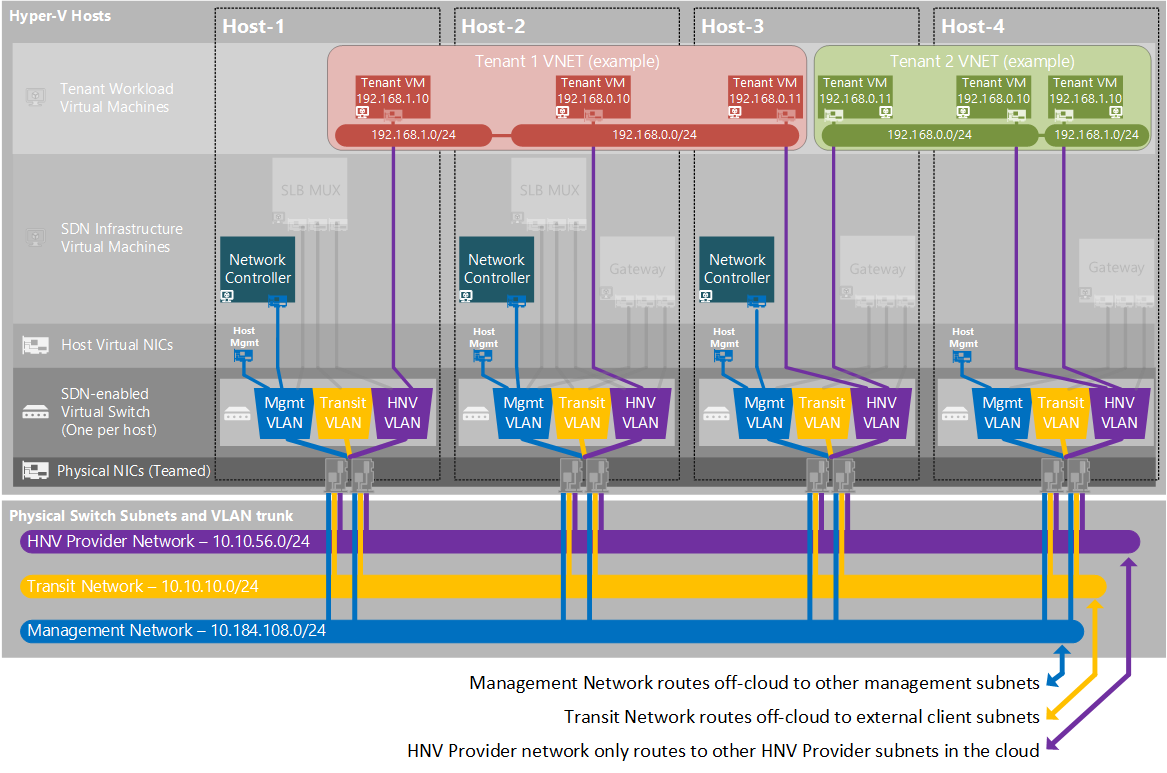 Hyper-V Hosts
Host-1
Host-2
Host-3
Host-4
Tenant Workload
Virtual Machines
Tenant 1 VNET (example)
Tenant VM
192.168.1.10
Tenant VM
192.168.0.10
Tenant VM
192.168.0.11
192.168.1.0/24
192.168.0.0/24
Tenant 2 VNET (example)
Tenant VM
192.168.0.11
Tenant VM
192.168.0.10
Tenant VM
192.168.1.10
192.168.0.0/24
192.168.1.0/24
SDN Infrastructure
Virtual Machines
SLB MUX
SLB MUX
Network
Controller
Network
Controller
Gateway
Network
Controller
Gateway
Gateway
Host Virtual NICs
Host
Mgmt
Host
Mgmt
Host
Mgmt
Host
Mgmt
SDN-enabled
Virtual Switch
(One per host)
Mgmt
VLAN
Transit
VLAN
HNV
VLAN
Mgmt
VLAN
Transit
VLAN
HNV
VLAN
Mgmt
VLAN
Transit
VLAN
HNV
VLAN
Mgmt
VLAN
Transit
VLAN
HNV
VLAN
Physical NICs (Teamed)
Physical Switch Subnets and VLAN trunk
HNV Provider Network – 10.10.56.0/24
Transit Network – 10.10.10.0/24
Management Network – 10.184.108.0/24
Management Network routes off-cloud to other management subnets
Transit Network routes off-cloud to external client subnets
HNV Provider network only routes to other HNV Provider subnets in the cloud